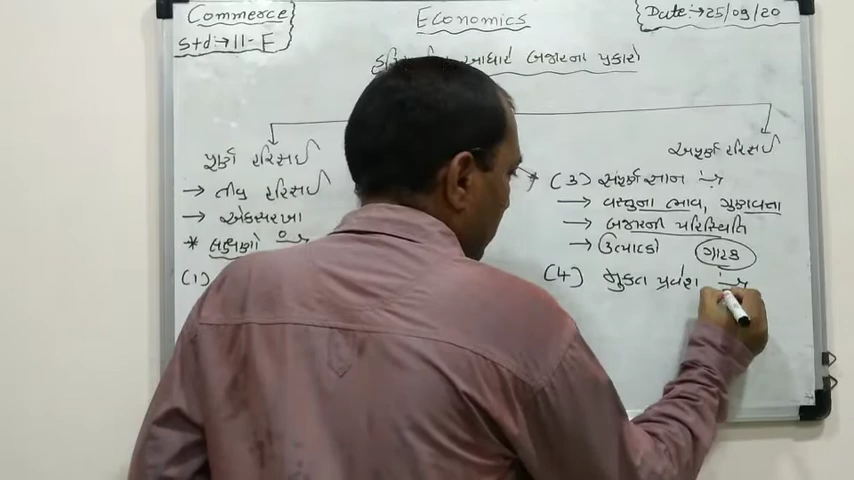 Commerce
Std:→11-F
Economics
Date:→25/09/20
આધારે બજારના પ્રકારો
પૂર્ણ હરિફાઈ
→ તીવ્ર હરિફાઈ
→ એકસરખા
* લક્ષણો
(1)
અપૂર્ણ હરિફાઈ
(3) સંપૂર્ણ જ્ઞાન
→ વસ્તુના ભાવ, ગુણવત્તા
→ બજારની પરિસ્થિતિ
→ ઉત્પાદકો ગ્રાહક
(4) મુક્ત પ્રવેશ